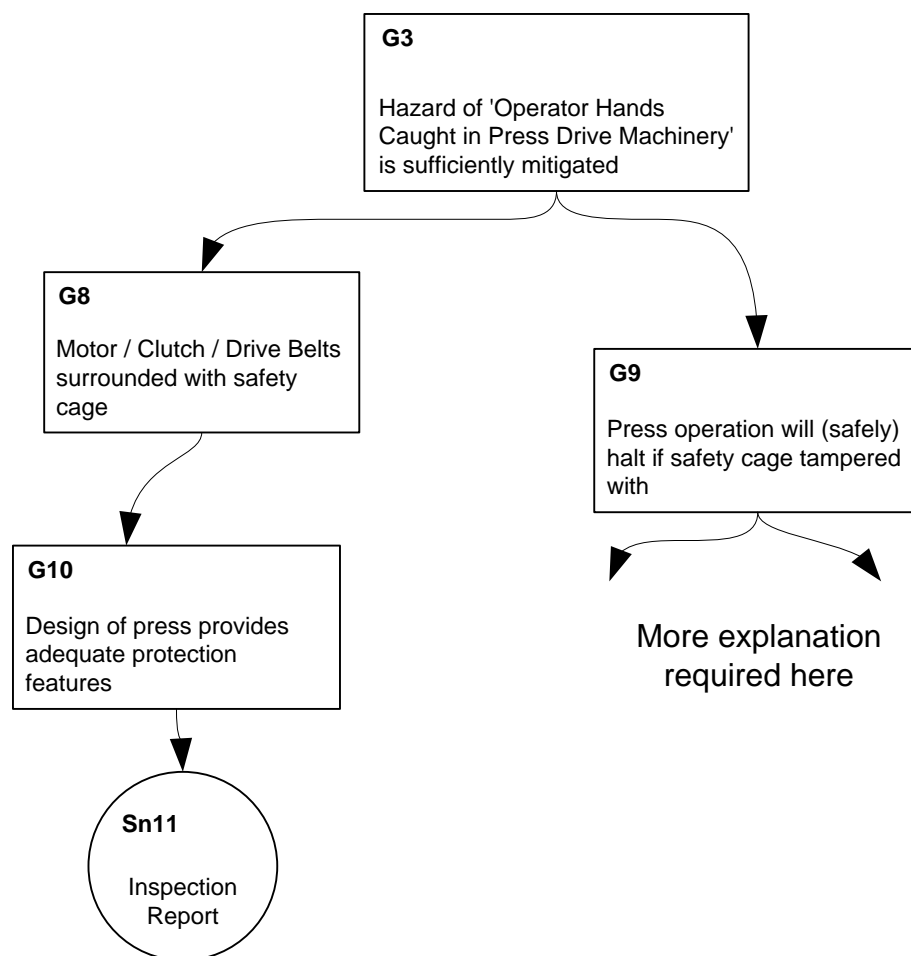 G3
Hazard of 'Operator Hands
Caught in Press Drive Machinery'
is sufficiently mitigated
G8
Motor / Clutch / Drive Belts
surrounded with safety
cage
G9
Press operation will (safely)
halt if safety cage tampered
with
G10
Design of press provides
adequate protection
features
More explanation
required here
Sn11
Inspection
Report